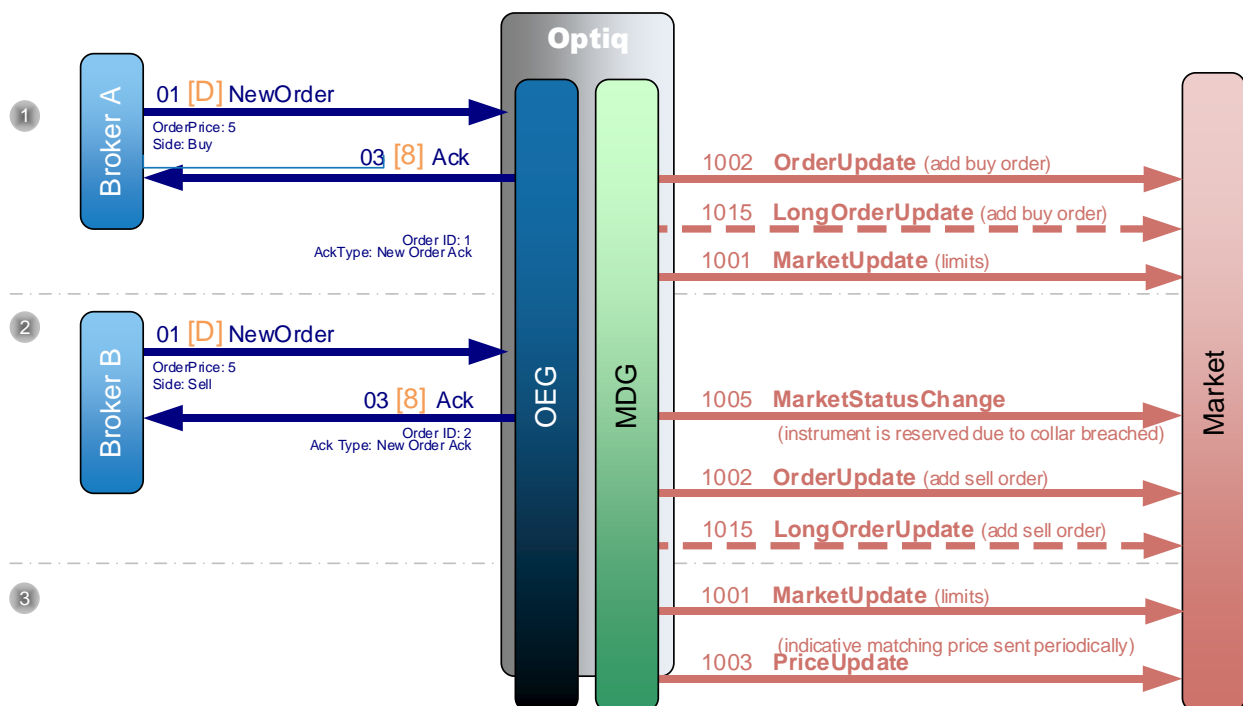 Optiq
1
Broker A
01 [D] NewOrder
OrderPrice: 5
Side: Buy
03 [8] Ack
Order ID: 1
AckType: New Order Ack
1002 OrderUpdate (add buy order)
1015 LongOrderUpdate (add buy order)
1001 MarketUpdate (limits)
2
Broker B
01 [D] NewOrder
OrderPrice: 5
Side: Sell
03 [8] Ack
Order ID: 2
Ack Type: New Order Ack
OEG
MDG
Market
1005 MarketStatusChange
(instrument is reserved due to collar breached)
1002 OrderUpdate (add sell order)
1015 LongOrderUpdate (add sell order)
3
1001 MarketUpdate (limits)
(indicative matching price sent periodically)
1003 PriceUpdate